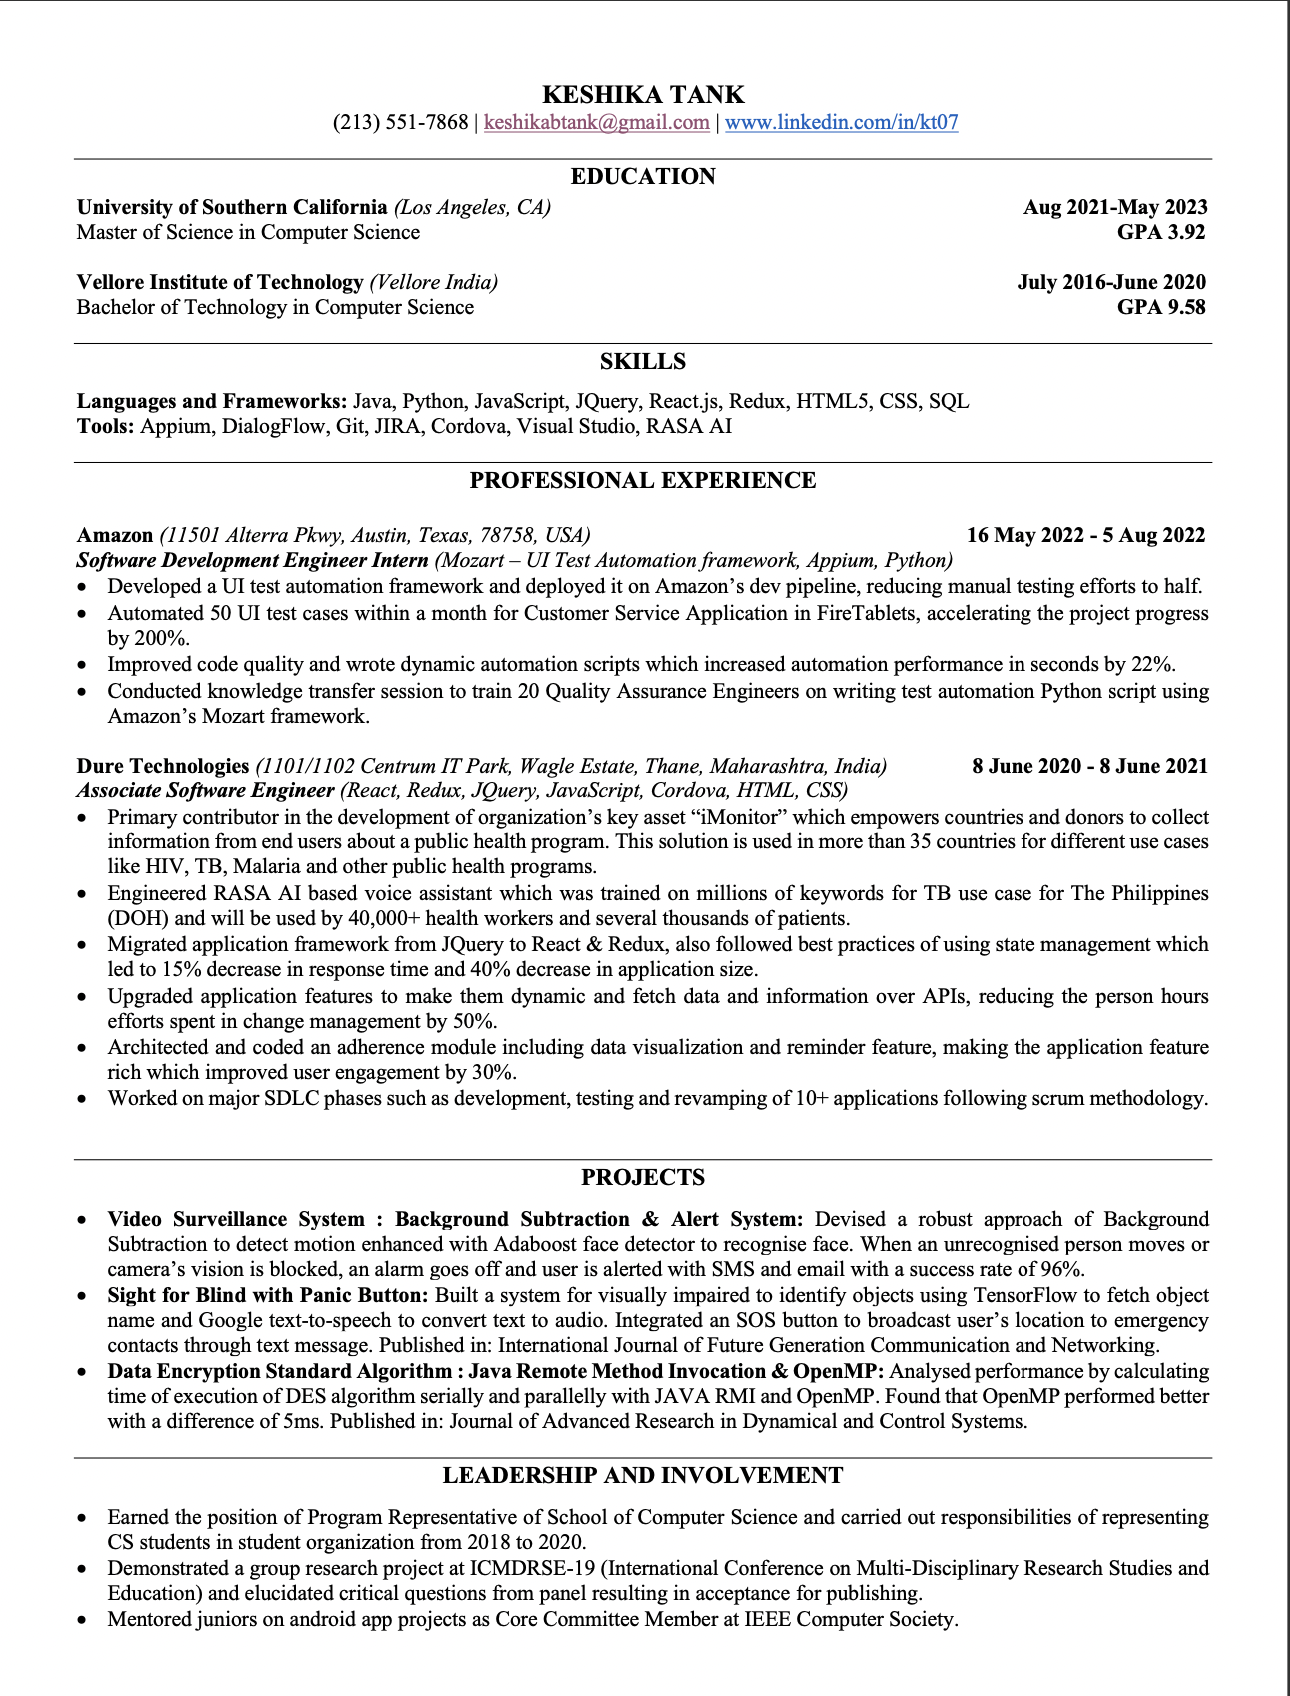 KESHIKA TANK
(213) 551-7868 | keshikabtank@gmail.com | www.linkedin.com/in/kt07
EDUCATION
University of Southern California (Los Angeles, CA) Aug 2021-May 2023
Master of Science in Computer Science GPA 3.92
Vellore Institute of Technology (Vellore India) July 2016-June 2020
Bachelor of Technology in Computer Science GPA 9.58
SKILLS
Languages and Frameworks: Java, Python, JavaScript, JQuery, React.js, Redux, HTML5, CSS, SQL
Tools: Appium, DialogFlow, Git, JIRA, Cordova, Visual Studio, RASA AI
PROFESSIONAL EXPERIENCE
Amazon (11501 Alterra Pkwy, Austin, Texas, 78758, USA) 16 May 2022 - 5 Aug 2022
Software Development Engineer Intern (Mozart – UI Test Automation framework, Appium, Python)
• Developed a UI test automation framework and deployed it on Amazon’s dev pipeline, reducing manual testing efforts to half.
• Automated 50 UI test cases within a month for Customer Service Application in FireTablets, accelerating the project progress
by 200%.
• Improved code quality and wrote dynamic automation scripts which increased automation performance in seconds by 22%.
• Conducted knowledge transfer session to train 20 Quality Assurance Engineers on writing test automation Python script using
Amazon’s Mozart framework.
Dure Technologies (1101/1102 Centrum IT Park, Wagle Estate, Thane, Maharashtra, India) 8 June 2020 - 8 June 2021
Associate Software Engineer (React, Redux, JQuery, JavaScript, Cordova, HTML, CSS)
• Primary contributor in the development of organization’s key asset “iMonitor” which empowers countries and donors to collect
information from end users about a public health program. This solution is used in more than 35 countries for different use cases
like HIV, TB, Malaria and other public health programs.
• Engineered RASA AI based voice assistant which was trained on millions of keywords for TB use case for The Philippines
(DOH) and will be used by 40,000+ health workers and several thousands of patients.
• Migrated application framework from JQuery to React & Redux, also followed best practices of using state management which
led to 15% decrease in response time and 40% decrease in application size.
• Upgraded application features to make them dynamic and fetch data and information over APIs, reducing the person hours
efforts spent in change management by 50%.
• Architected and coded an adherence module including data visualization and reminder feature, making the application feature
rich which improved user engagement by 30%.
• Worked on major SDLC phases such as development, testing and revamping of 10+ applications following scrum methodology.
PROJECTS
• Video Surveillance System : Background Subtraction & Alert System: Devised a robust approach of Background
Subtraction to detect motion enhanced with Adaboost face detector to recognise face. When an unrecognised person moves or
camera’s vision is blocked, an alarm goes off and user is alerted with SMS and email with a success rate of 96%.
• Sight for Blind with Panic Button: Built a system for visually impaired to identify objects using TensorFlow to fetch object
name and Google text-to-speech to convert text to audio. Integrated an SOS button to broadcast user’s location to emergency
contacts through text message. Published in: International Journal of Future Generation Communication and Networking.
• Data Encryption Standard Algorithm : Java Remote Method Invocation & OpenMP: Analysed performance by calculating
time of execution of DES algorithm serially and parallelly with JAVA RMI and OpenMP. Found that OpenMP performed better
with a difference of 5ms. Published in: Journal of Advanced Research in Dynamical and Control Systems.
LEADERSHIP AND INVOLVEMENT
• Earned the position of Program Representative of School of Computer Science and carried out responsibilities of representing
CS students in student organization from 2018 to 2020.
• Demonstrated a group research project at ICMDRSE-19 (International Conference on Multi-Disciplinary Research Studies and
Education) and elucidated critical questions from panel resulting in acceptance for publishing.
• Mentored juniors on android app projects as Core Committee Member at IEEE Computer Society.